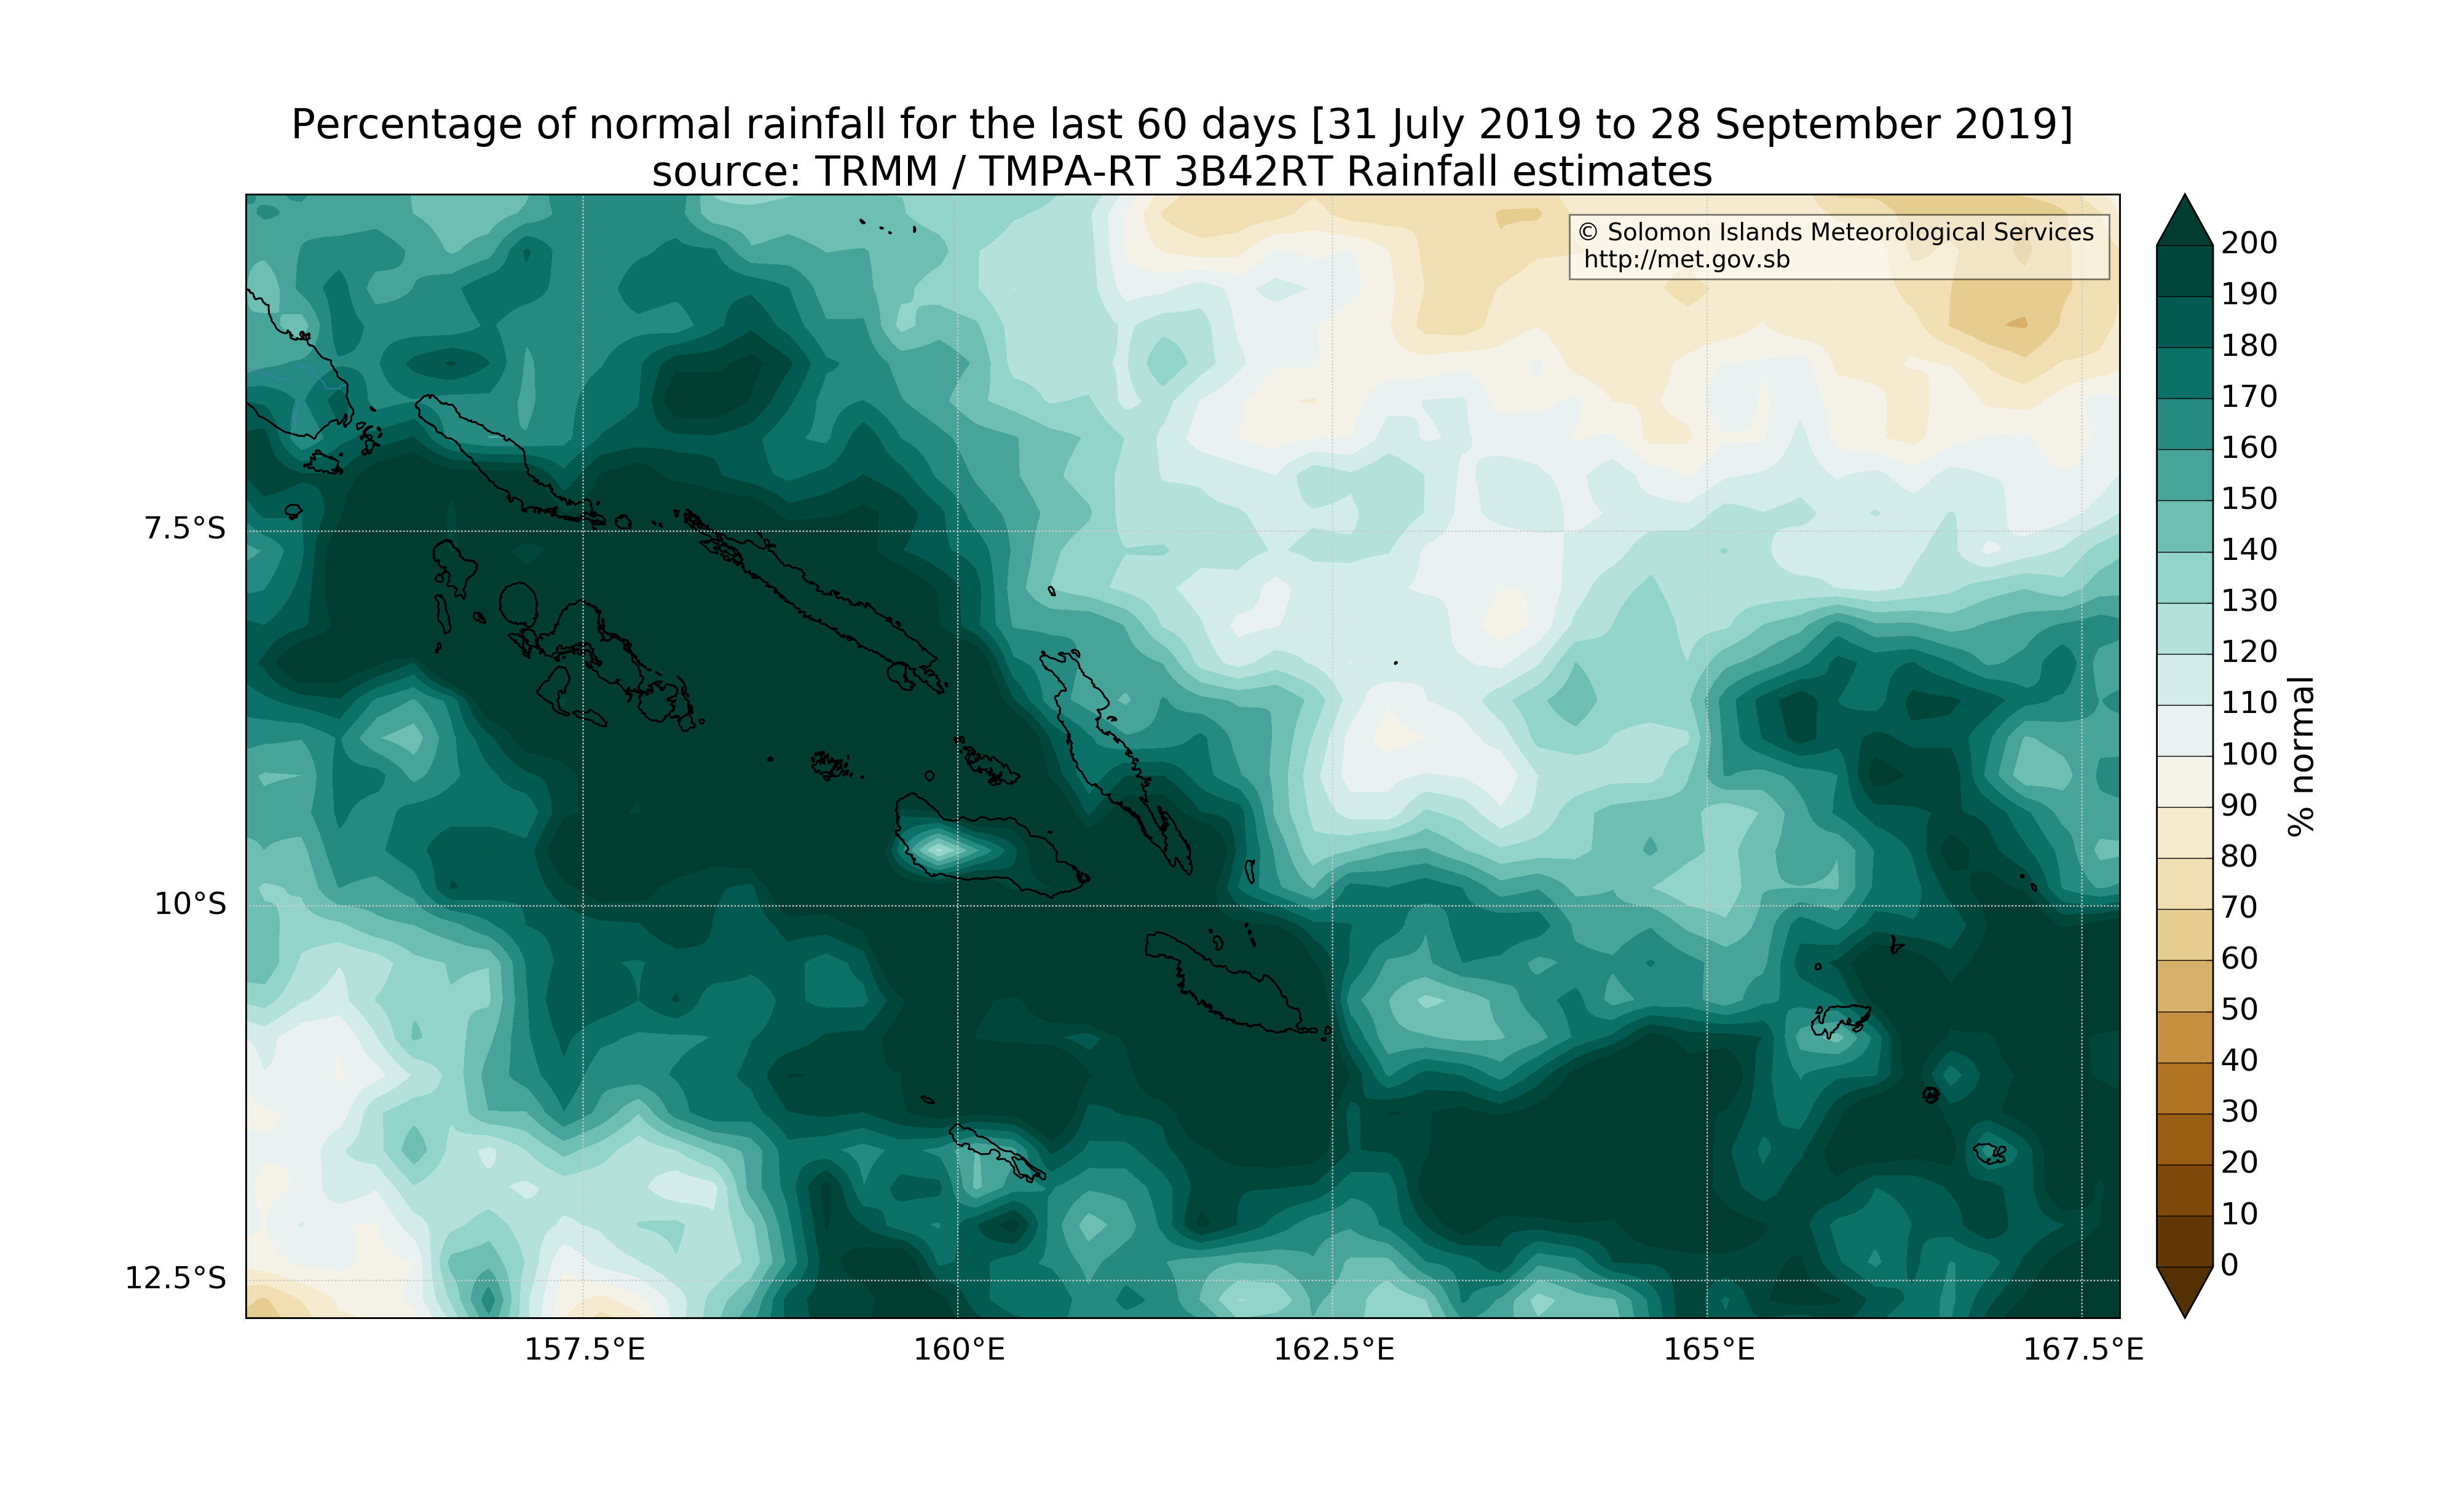 Percentage of normal rainfall for the last 60 days [31 July 2019 to 28 September 2019]
source: TRMM / TMPA-RT 3B42RT Rainfall estimates
© Solomon Islands Meteorological Services
http://met.gov.sb
7.5°S
10°S
12.5°S
157.5°E
160°E
162.5°E
165°E
167.5°E
200
190
180
170
160
150
140
130
120
110
100
90
80
70
60
50
40
30
20
10
0
% normal